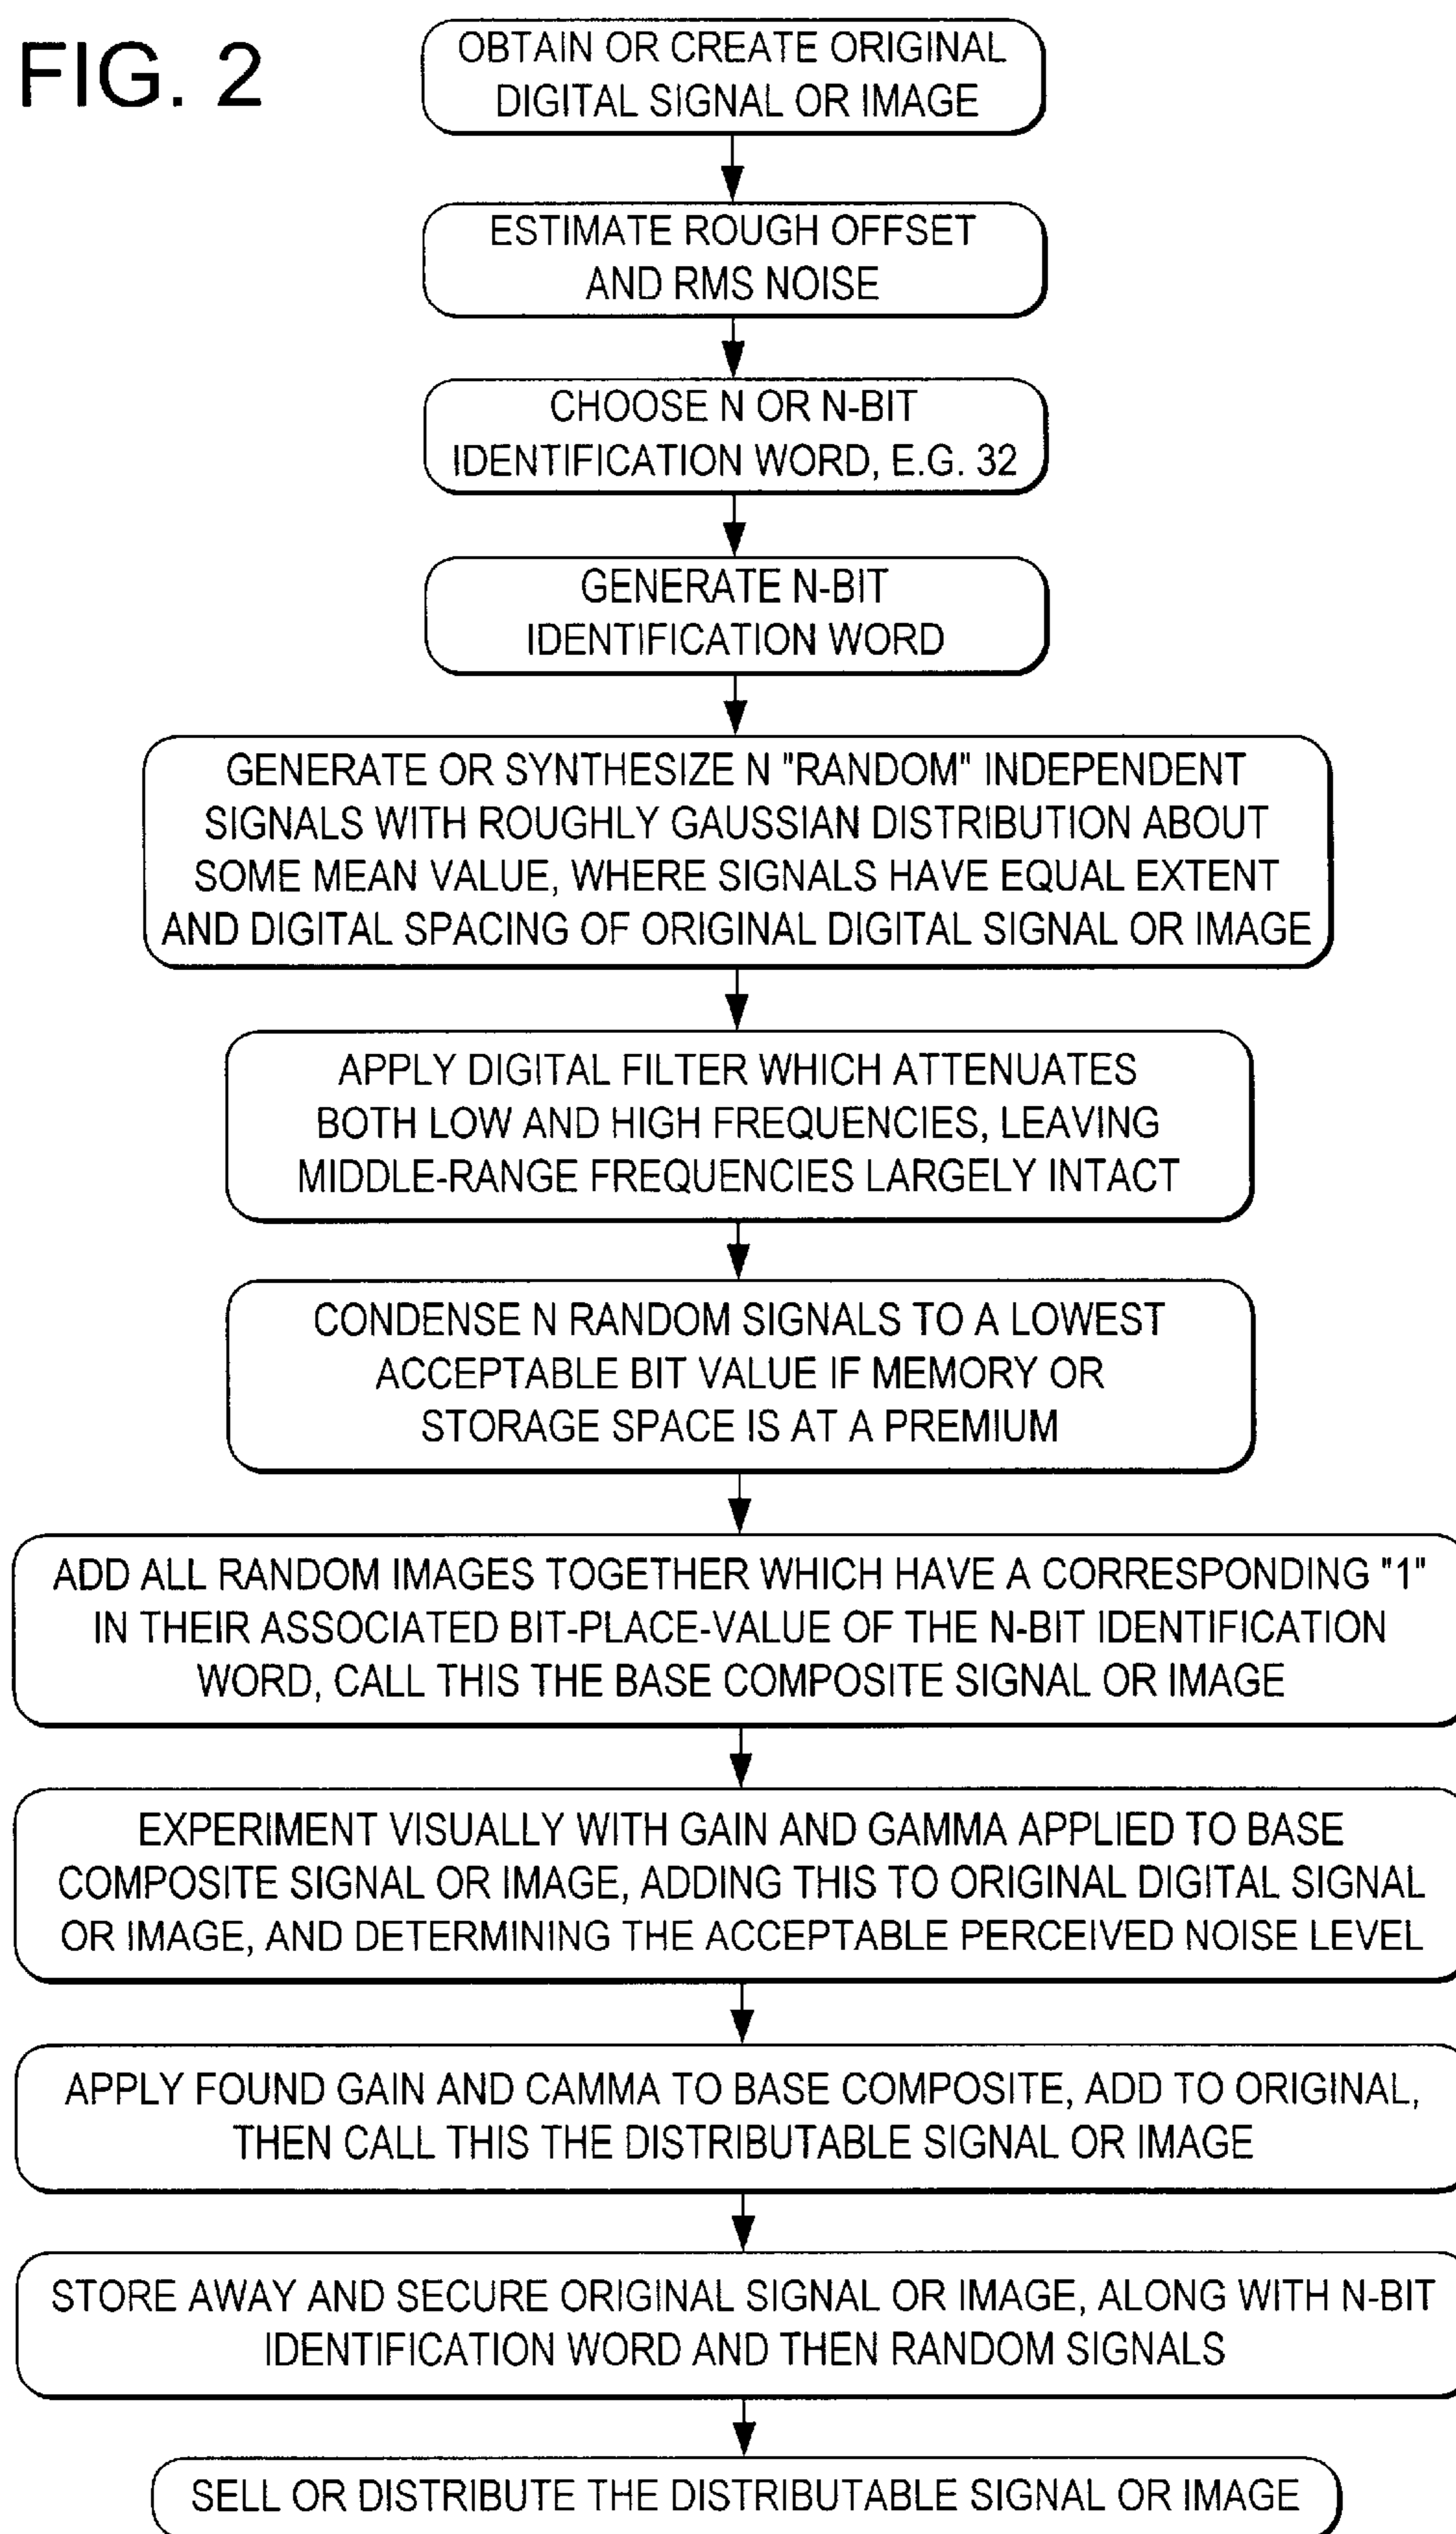 FIG. 2
OBTAIN OR CREATE ORIGINAL
DIGITAL SIGNAL OR IMAGE
ESTIMATE ROUGH OFFSET
AND RMS NOISE
CHOOSE N OR N-BIT
IDENTIFICATION WORD, E.G. 32
GENERATE N-BIT
IDENTIFICATION WORD
GENERATE OR SYNTHESIZE N "RANDOM" INDEPENDENT
SIGNALS WITH ROUGHLY GAUSSIAN DISTRIBUTION ABOUT
SOME MEAN VALUE, WHERE SIGNALS HAVE EQUAL EXTENT
AND DIGITAL SPACING OF ORIGINAL DIGITAL SIGNAL OR IMAGE
APPLY DIGITAL FILTER WHICH ATTENUATES
BOTH LOW AND HIGH FREQUENCIES, LEAVING
MIDDLE-RANGE FREQUENCIES LARGELY INTACT
CONDENSE N RANDOM SIGNALS TO A LOWEST
ACCEPTABLE BIT VALUE IF MEMORY OR
STORAGE SPACE IS AT A PREMIUM
ADD ALL RANDOM IMAGES TOGETHER WHICH HAVE A CORRESPONDING "1"
IN THEIR ASSOCIATED BIT-PLACE-VALUE OF THE N-BIT IDENTIFICATION
WORD, CALL THIS THE BASE COMPOSITE SIGNAL OR IMAGE
EXPERIMENT VISUALLY WITH GAIN AND GAMMA APPLIED TO BASE
COMPOSITE SIGNAL OR IMAGE, ADDING THIS TO ORIGINAL DIGITAL SIGNAL
OR IMAGE, AND DETERMINING THE ACCEPTABLE PERCEIVED NOISE LEVEL
APPLY FOUND GAIN AND CAMMA TO BASE COMPOSITE, ADD TO ORIGINAL,
THEN CALL THIS THE DISTRIBUTABLE SIGNAL OR IMAGE
STORE AWAY AND SECURE ORIGINAL SIGNAL OR IMAGE, ALONG WITH N-BIT
IDENTIFICATION WORD AND THEN RANDOM SIGNALS
SELL OR DISTRIBUTE THE DISTRIBUTABLE SIGNAL OR IMAGE